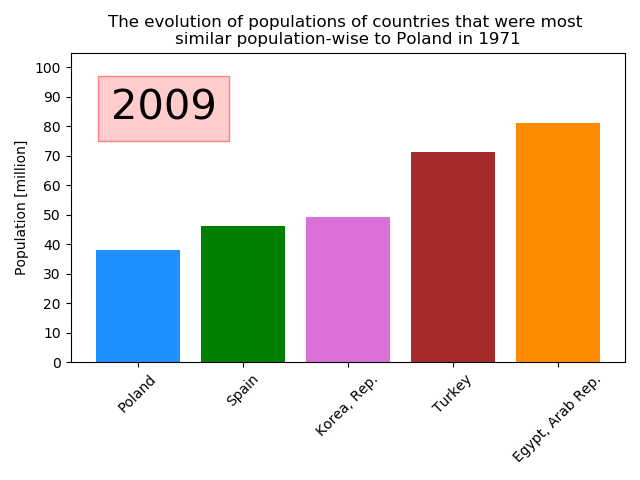 The evolution of populations of countries that were most
similar population-wise to Poland in 1971
2009
Population [million]
100
90
80
70
60
50
40
30
20
10
0
Poland
Spain
Korea, Rep.
Turkey
Egypt, Arab Rep.